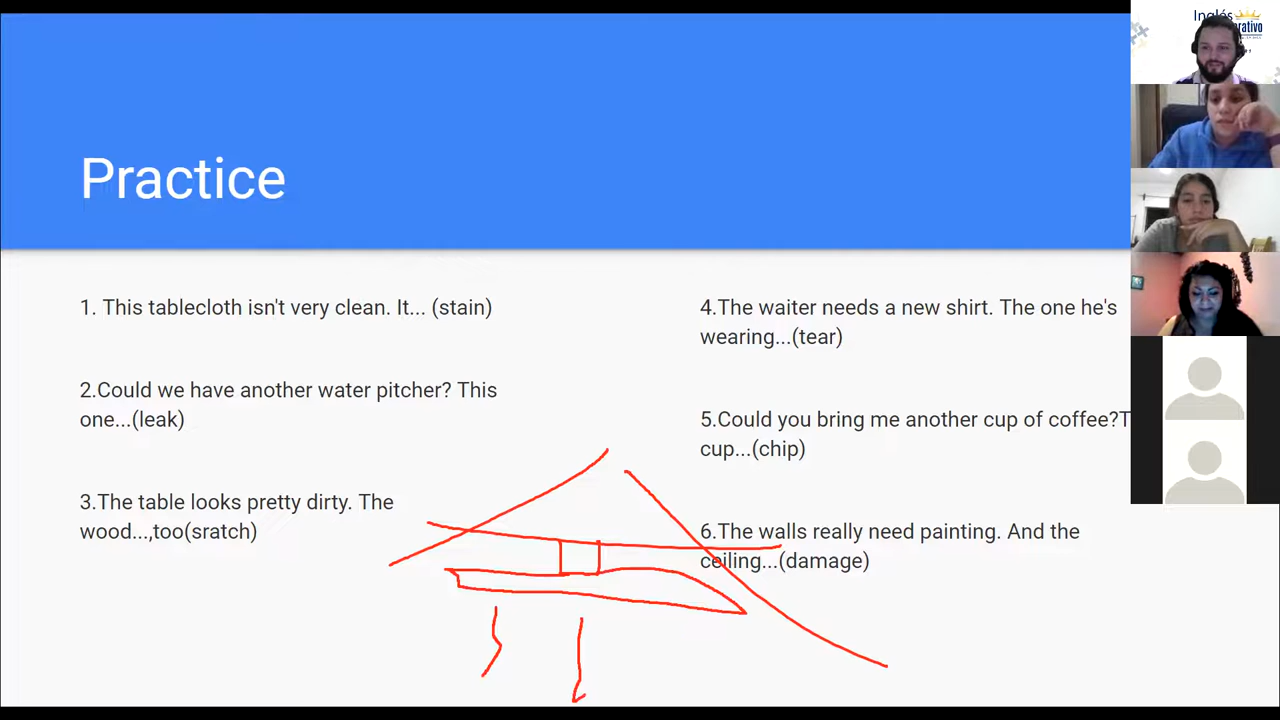 Practice
1. This tablecloth isn't very clean. It... (stain)
2.Could we have another water pitcher? This
one...(leak)
3.The table looks pretty dirty. The
wood...,too(sratch)
4.The waiter needs a new shirt. The one he's
wearing...(tear)
5.Could you bring me another cup of coffee?T
cup...(chip)
6.The walls really need painting. And the
ceiling...(damage)
Inglés